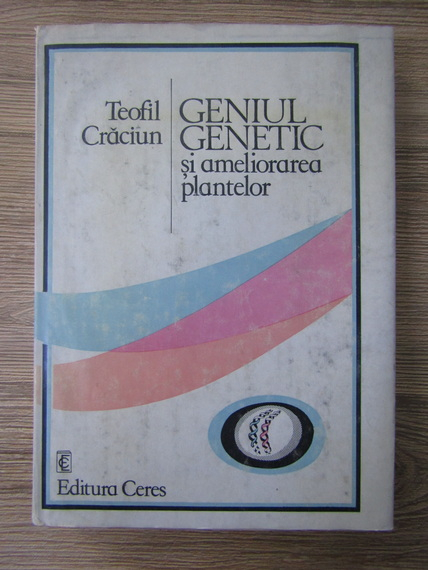 Teofil
Crăciun
GENIUL
GENETIC
și ameliorarea
plantelor
Editura Ceres